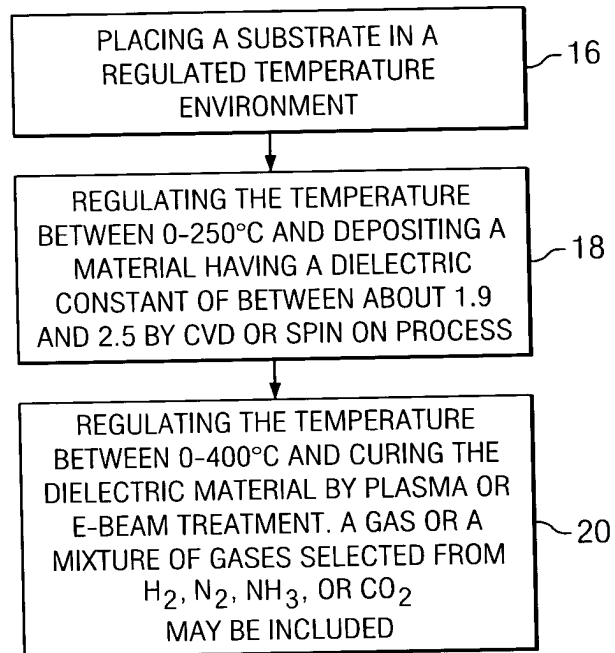 PLACING A SUBSTRATE IN A
REGULATED TEMPERATURE
ENVIRONMENT
16
REGULATING THE TEMPERATURE
BETWEEN 0-250°C AND DEPOSITING A
MATERIAL HAVING A DIELECTRIC
CONSTANT OF BETWEEN ABOUT 1.9
AND 2.5 BY CVD OR SPIN ON PROCESS
18
REGULATING THE TEMPERATURE
BETWEEN 0-400°C AND CURING THE
DIELECTRIC MATERIAL BY PLASMA OR
E-BEAM TREATMENT. A GAS OR A
MIXTURE OF GASES SELECTED FROM
H₂, N₂, NH₃, OR CO₂
MAY BE INCLUDED
20